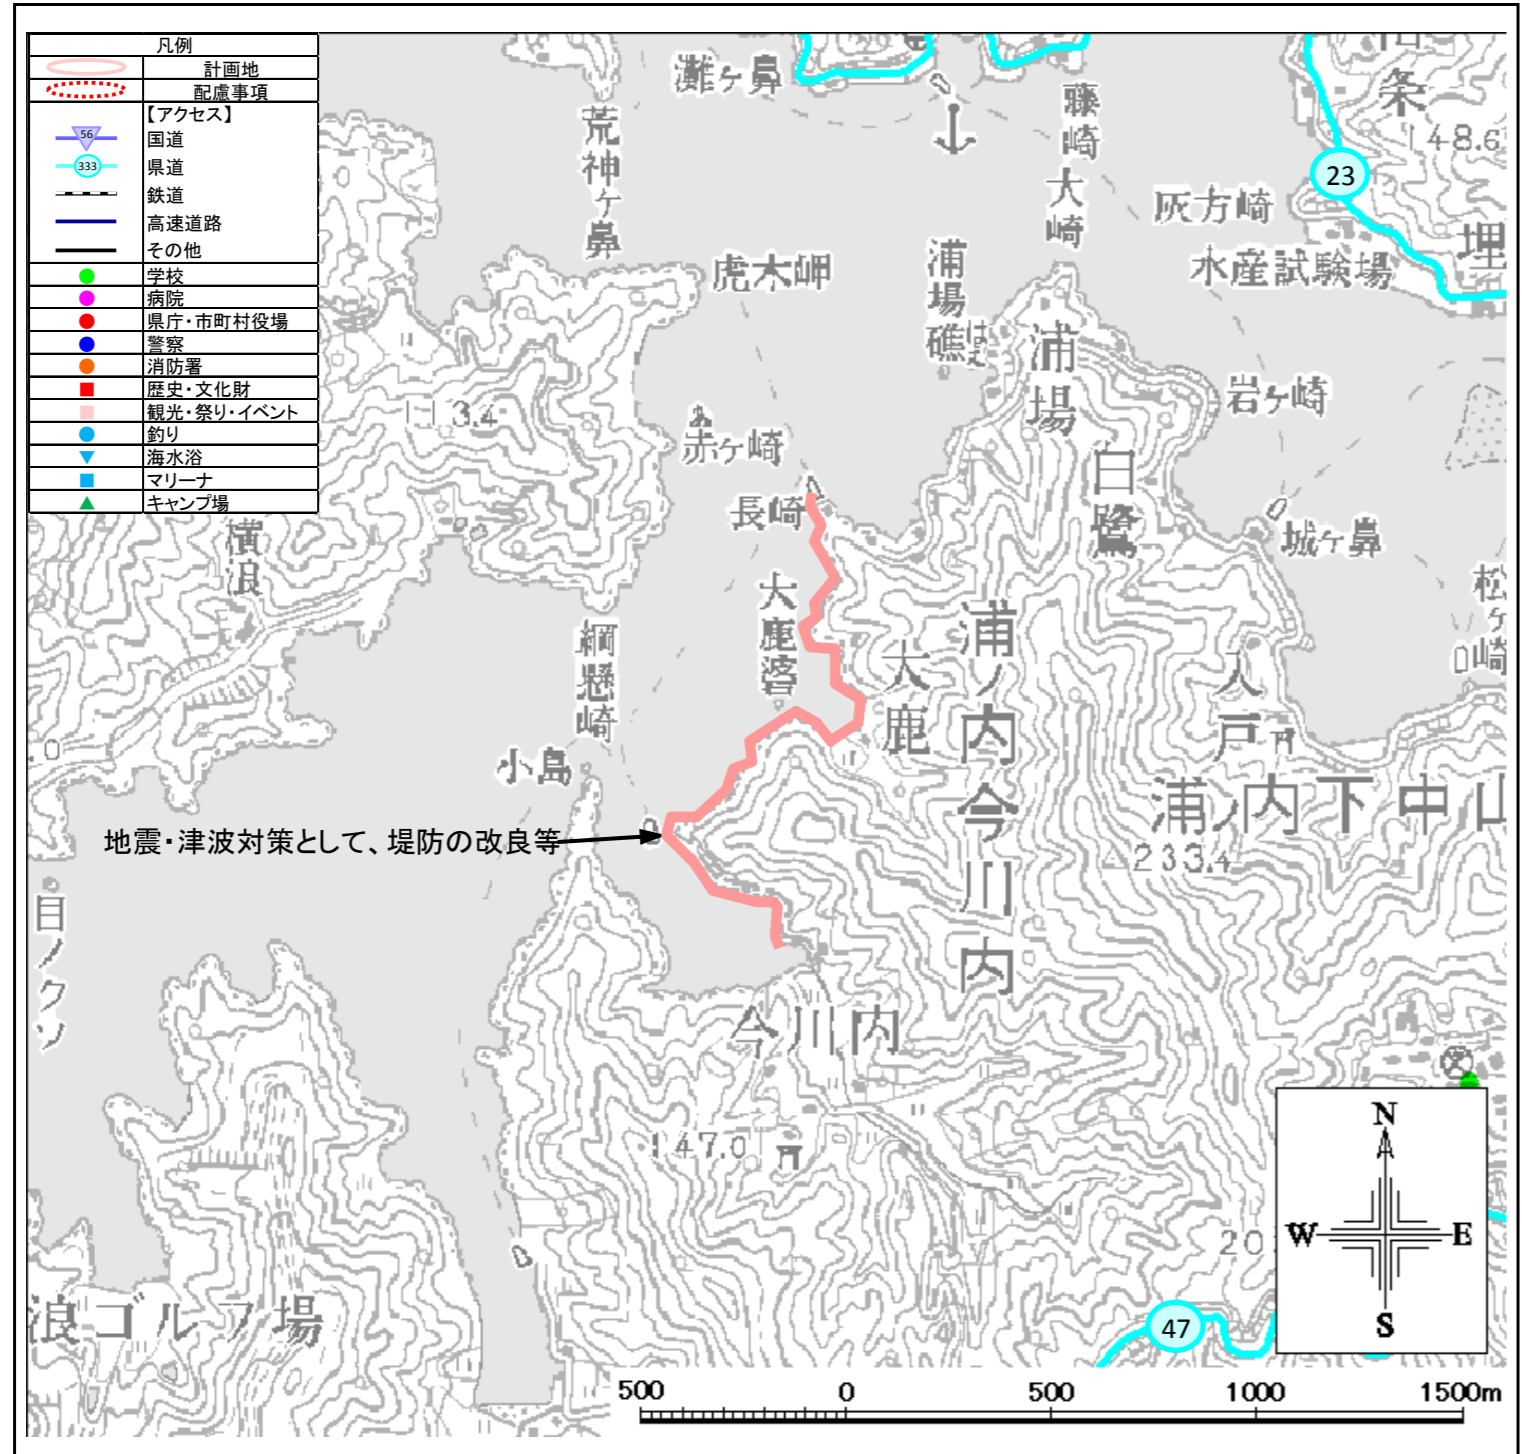 凡例
計画地
配慮事項
【アクセス】
56
国道
333
県道
鉄道
高速道路
その他
学校
病院
県庁・市町村役場
警察
消防署
歴史・文化財
観光・祭り・イベント
釣り
海水浴
マリーナ
キャンプ場
灘ヶ鼻
荒神ヶ鼻
藤崎
大崎
条
148.6
23
灰方崎
水産試験場
埋
虎木岬
浦場礁
浦場
岩ヶ崎
113.4
赤ヶ崎
長崎
白鷺
城ヶ鼻
松ヶ崎
横浪
綱懸崎
大鹿
浦ノ内今川内
入戸
小島
浦ノ内下中山
233.4
地震・津波対策として、堤防の改良等
目ノクソ
今川内
147.0
浪ゴルフ場
20
47
N
W
E
S
500
0
500
1000
1500m